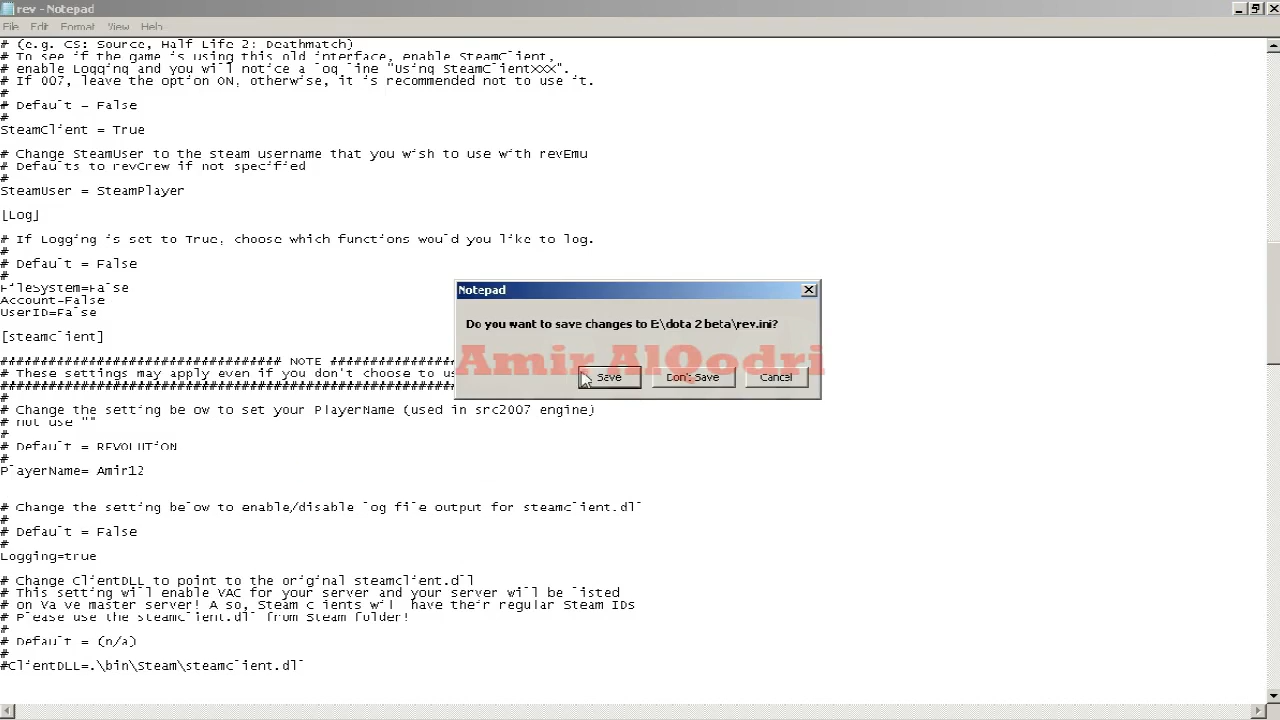 rev - Notepad
File Edit Format View Help
# (e.g. CS: Source, Half Life 2: Deathmatch)
# To see if the game is using this old interface, enable SteamClient,
# enable Logging and you will notice a log line "Using SteamClientXXX".
# If 007, leave the option ON, otherwise, it is recommended not to use it.
#
# Default = False
#
SteamClient = True
# Change SteamUser to the steam username that you wish to use with revEmu
# Defaults to revCrew if not specified
#
SteamUser = SteamPlayer
[Log]
# If Logging is set to True, choose which functions would you like to log.
#
# Default = False
#
FileSystem=False
Account=False
UserID=False
[steamclient]
################################### NOTE ################
# These settings may apply even if you don't choose to us
#
# Change the setting below to set your PlayerName (used in src2007 engine)
# not use ""
#
# Default = REVOLUTiON
#
PlayerName= Amir12
# Change the setting below to enable/disable log file output for steamclient.dll
#
# Default = False
#
Logging=true
# Change ClientDLL to point to the original steamclient.dll
# This setting will enable VAC for your server and your server will be listed
# on Valve master server! Also, Steam Clients will have their regular Steam IDs
# Please use the steamclient.dll from Steam folder!
#
# Default = (n/a)
#
#ClientDLL=.\bin\Steam\steamclient.dll
Notepad
Do you want to save changes to E:\dota 2 beta\rev.ini?
Amir AlQodri
Save Don't Save Cancel